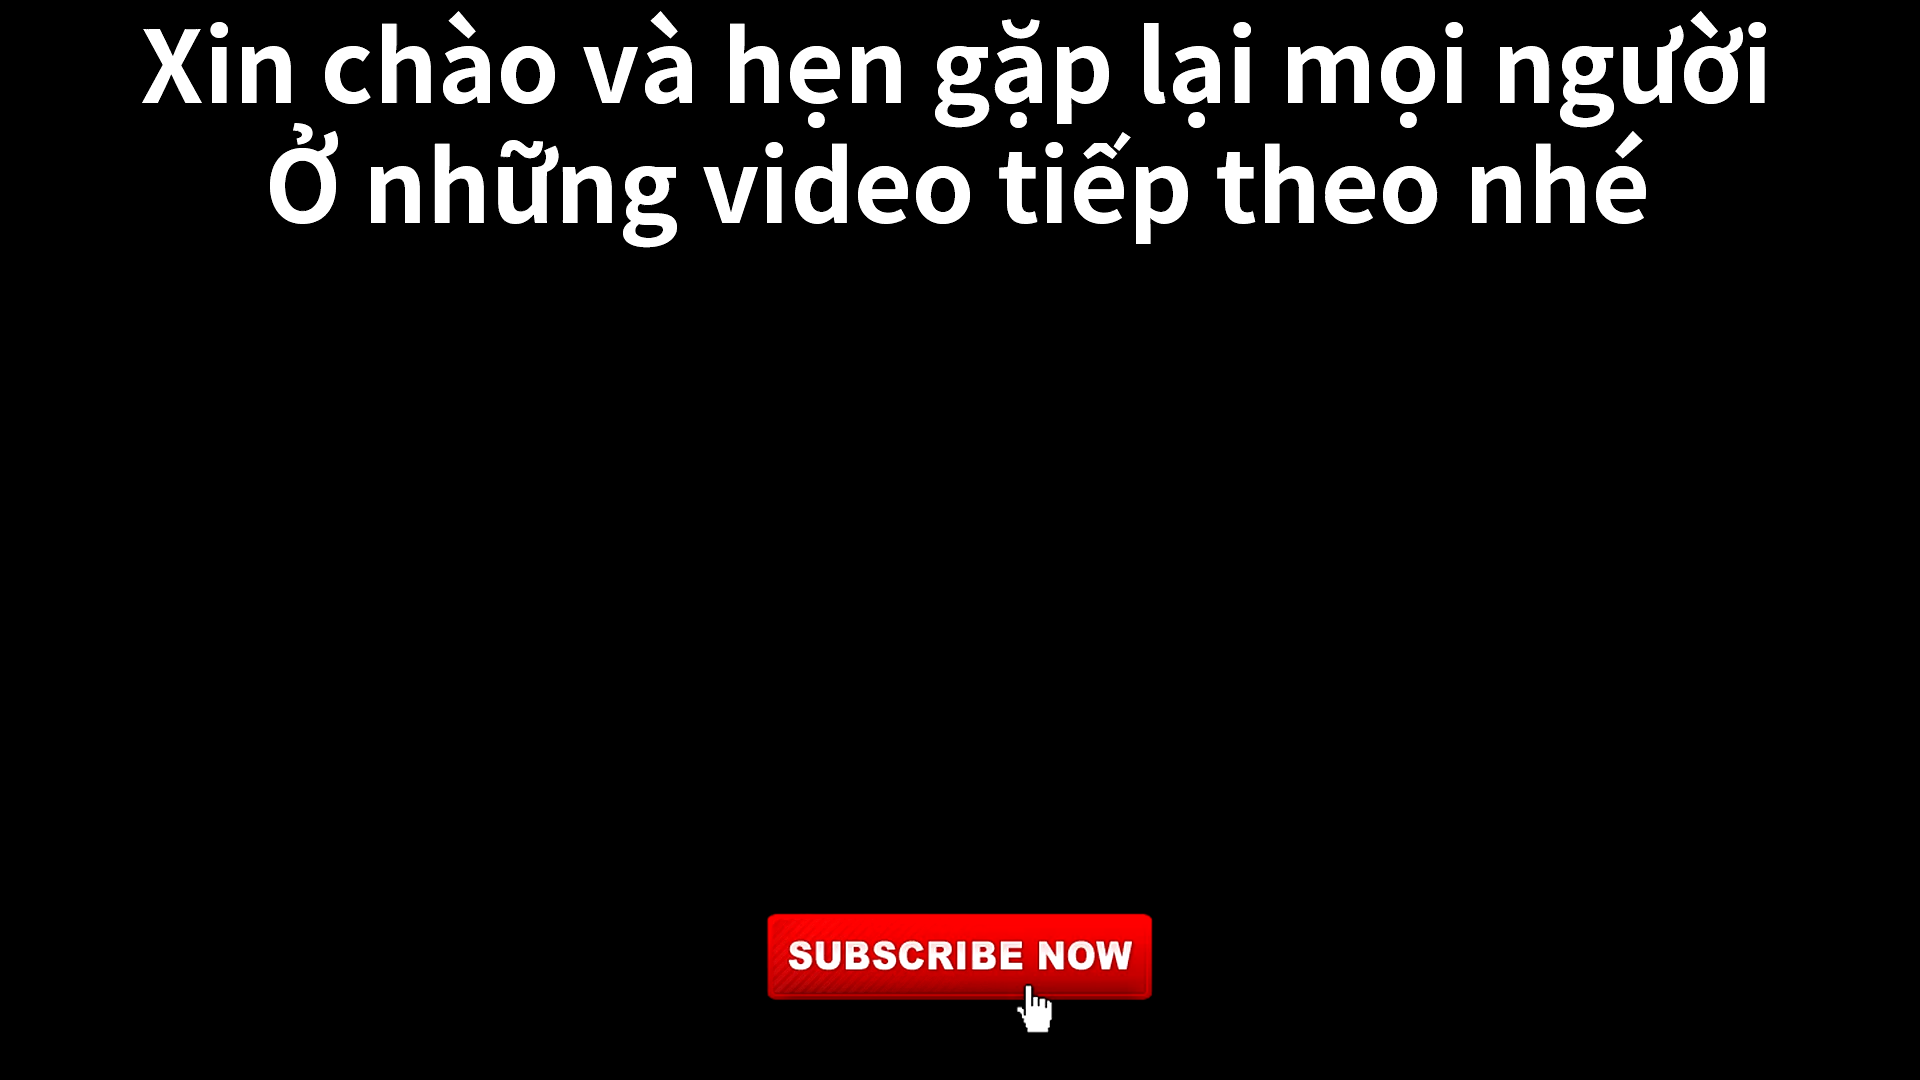 Xin chào và hẹn gặp lại mọi người
Ở những video tiếp theo nhé
SUBSCRIBE NOW